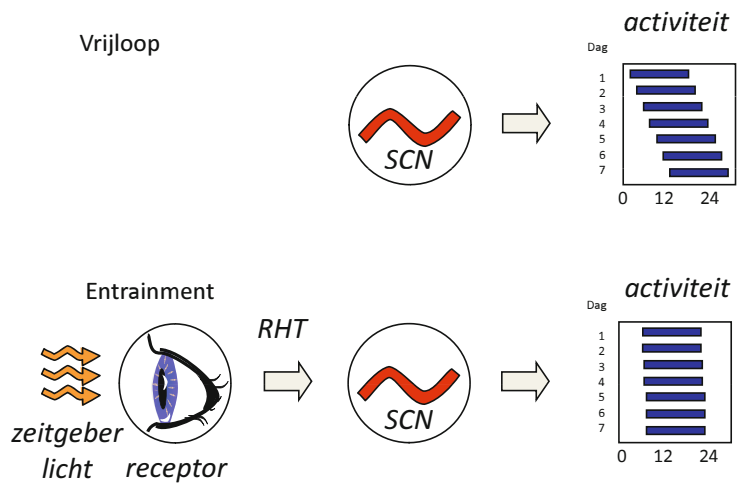 Vrijloop
SCN
activiteit
Dag
1
2
3
4
5
6
7
0 12 24
Entrainment
zeitgeber
licht
receptor
RHT
SCN
activiteit
Dag
1
2
3
4
5
6
7
0 12 24